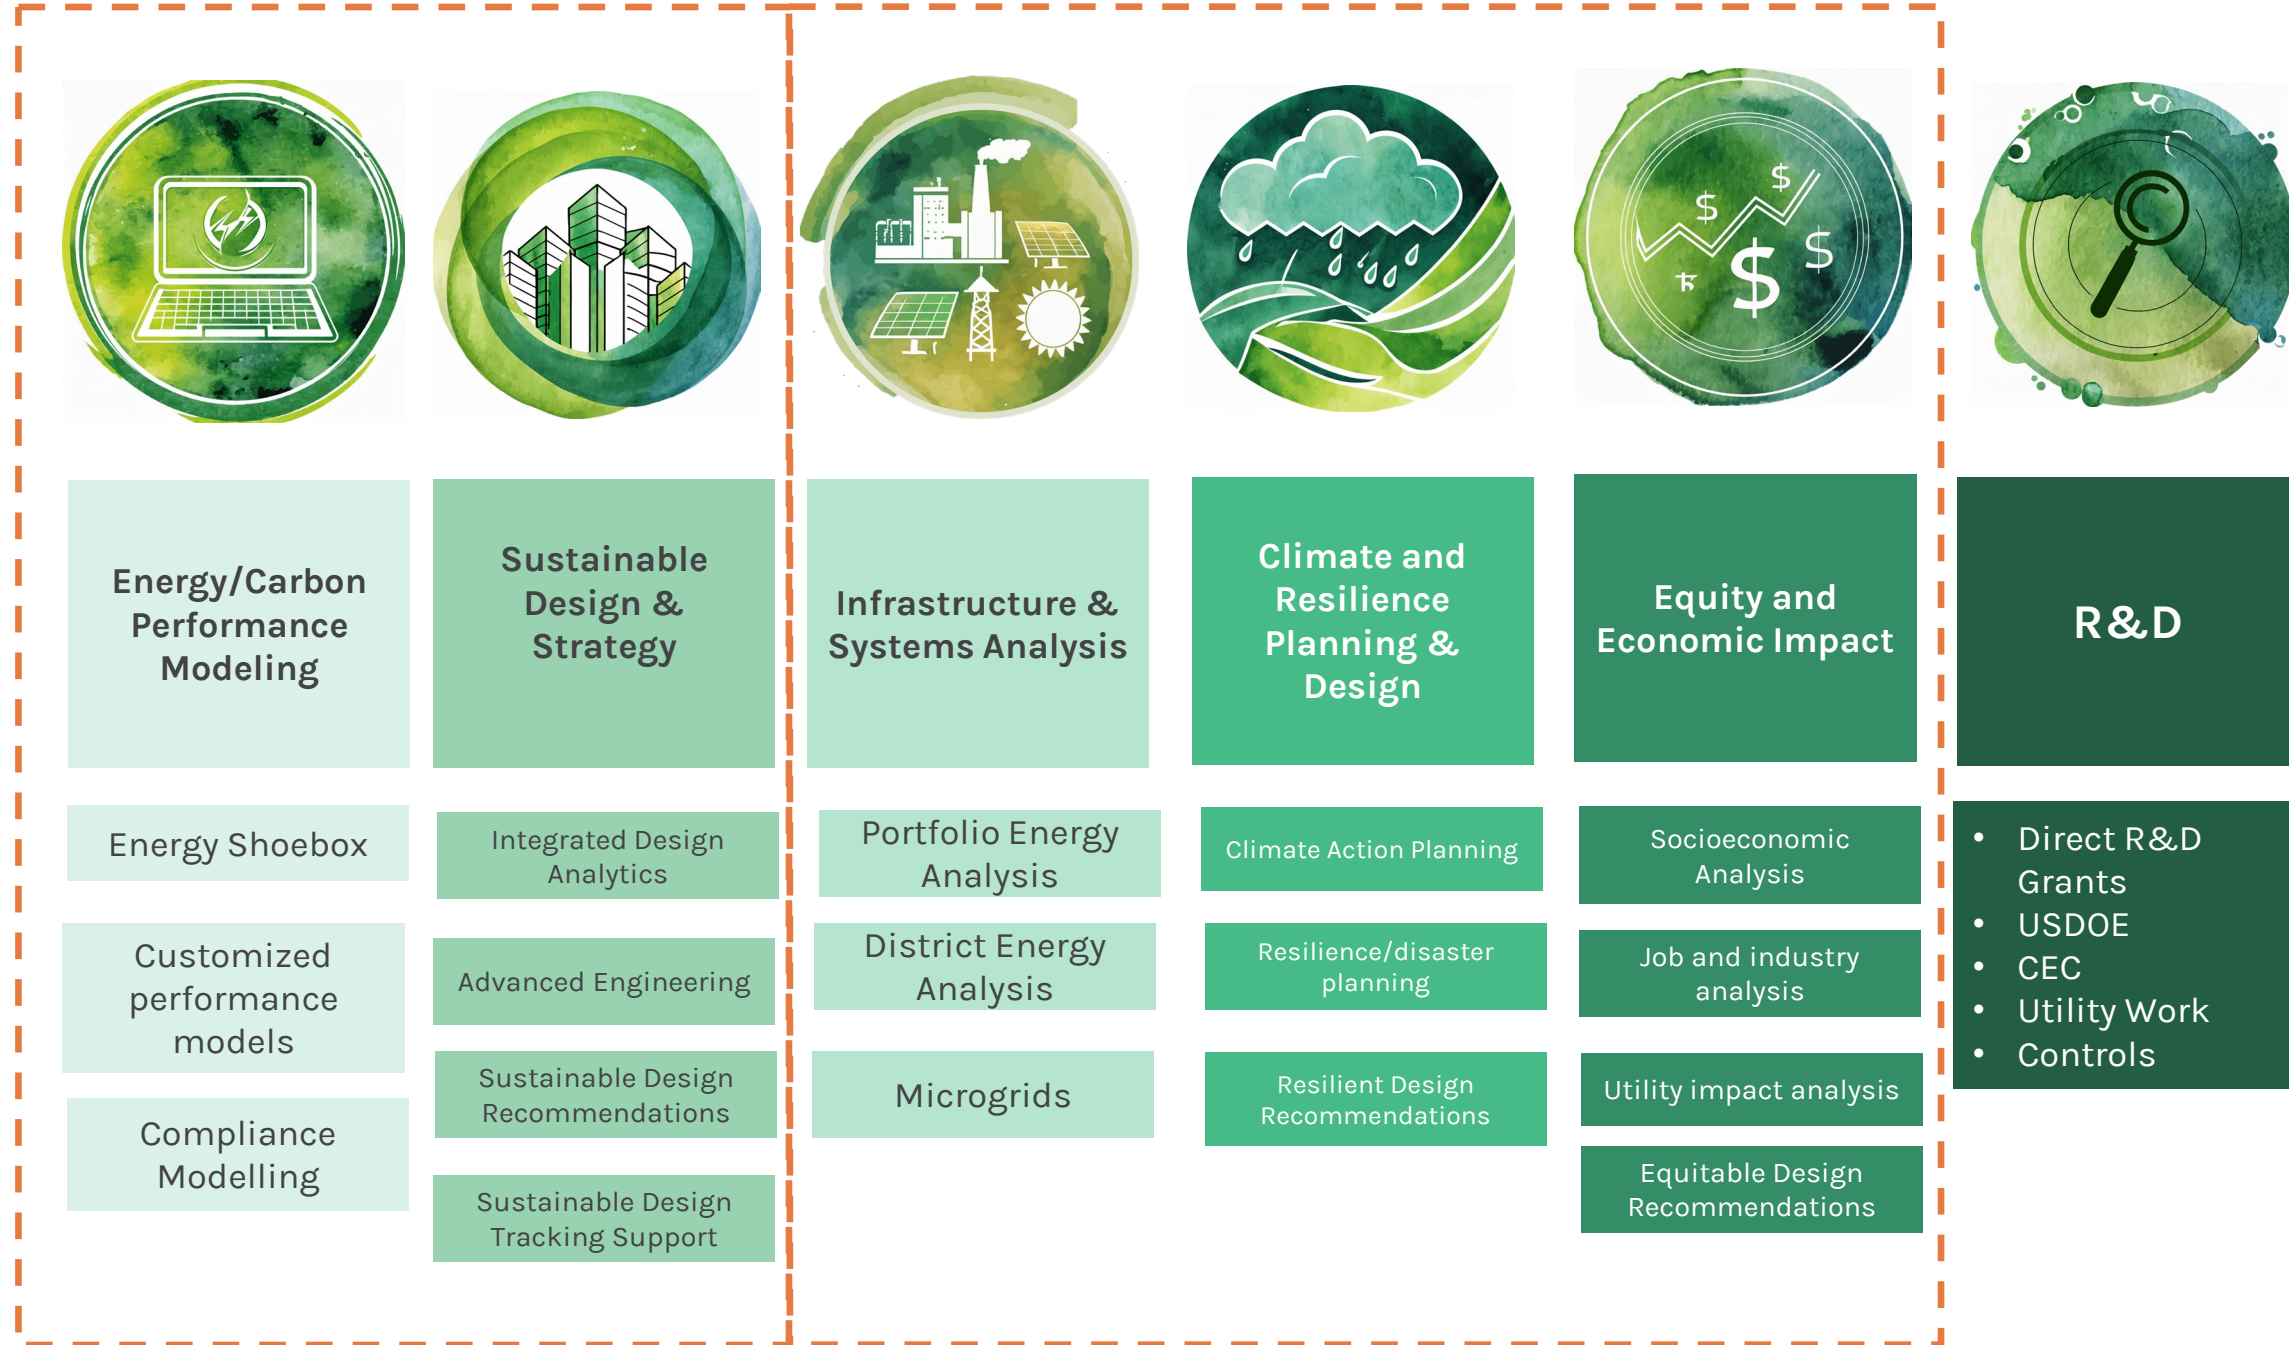 Energy/Carbon
Performance
Modeling
Energy Shoebox
Customized
performance
models
Compliance
Modelling
Sustainable
Design &
Strategy
Integrated Design
Analytics
Advanced Engineering
Sustainable Design
Recommendations
Sustainable Design
Tracking Support
Infrastructure &
Systems Analysis
Portfolio Energy
Analysis
District Energy
Analysis
Microgrids
Climate and
Resilience
Planning &
Design
Climate Action Planning
Resilience/disaster
planning
Resilient Design
Recommendations
$
$
$
$
Equity and
Economic Impact
Socioeconomic
Analysis
Job and industry
analysis
Utility impact analysis
Equitable Design
Recommendations
R&D
• Direct R&D
Grants
• USDOE
• CEC
• Utility Work
• Controls